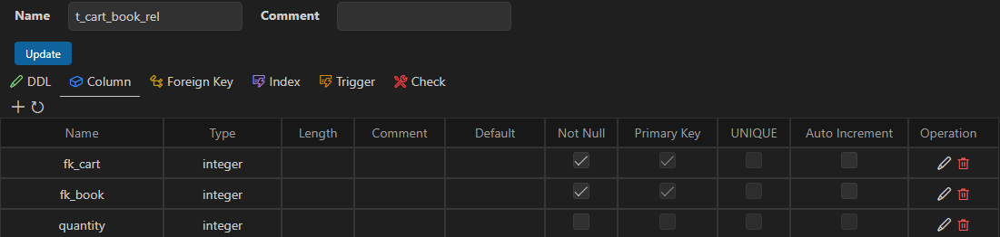 Name t_cart_book_rel Comment
Update
DDL Column Foreign Key Index Trigger Check
Name Type Length Comment Default Not Null Primary Key UNIQUE Auto Increment Operation
fk_cart integer
fk_book integer
quantity integer